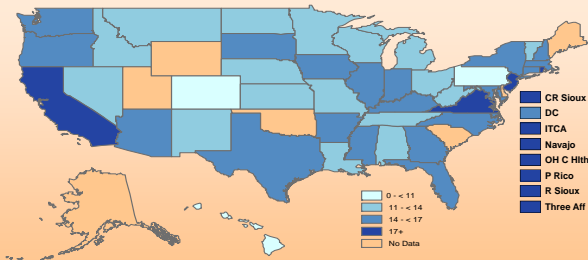 CR Sioux
DC
ITCA
Navajo
OH C Hlth
P Rico
R Sioux
Three Aff
0 - < 11
11 - < 14
14 - < 17
17+
No Data